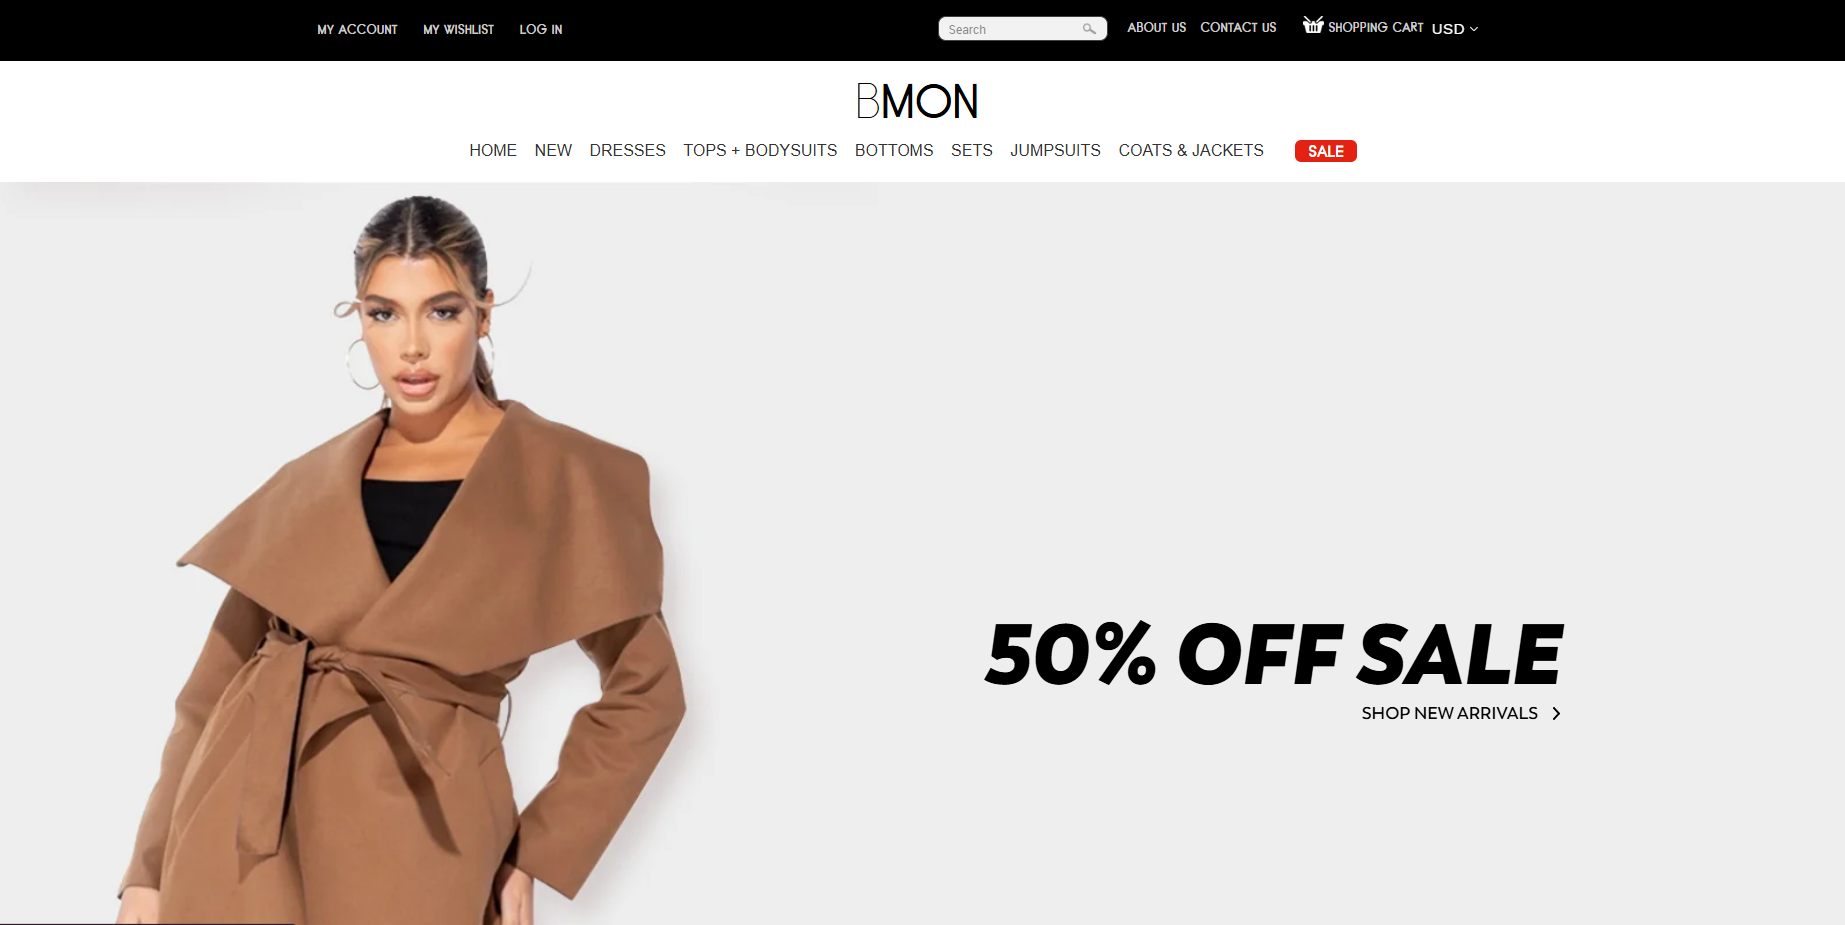 MY ACCOUNT MY WISHLIST LOG IN Search ABOUT US CONTACT US SHOPPING CART USD
BMON
HOME NEW DRESSES TOPS + BODYSUITS BOTTOMS SETS JUMPSUITS COATS & JACKETS SALE
50% OFF SALE
SHOP NEW ARRIVALS